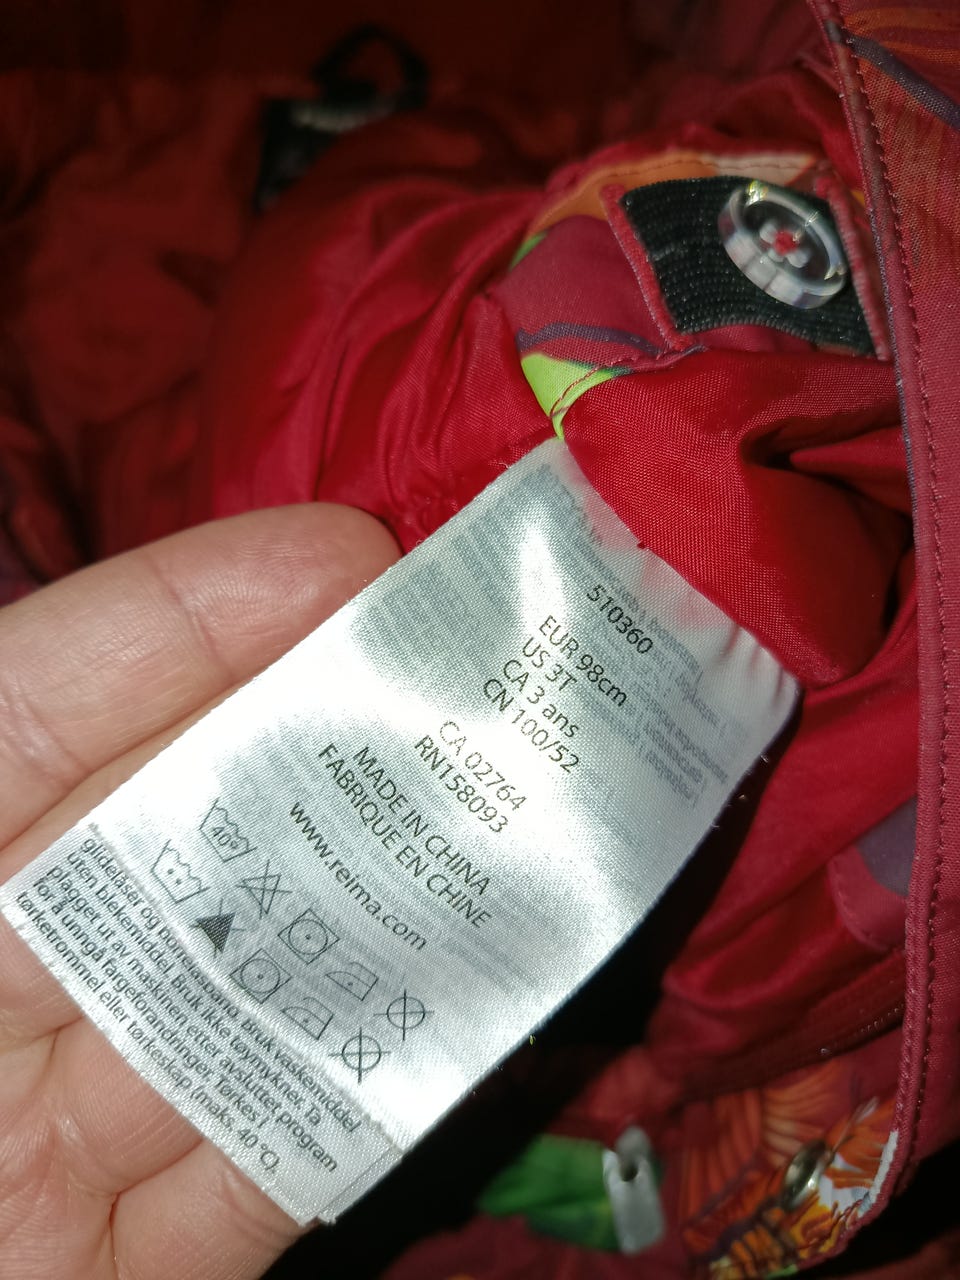 510360
EUR 98cm
US 3T
CA 3 ans
CN 100/52
CA 02764
RN158093
MADE IN CHINA
FABRIQUE EN CHINE
www.reima.com
40°
glidelåser og borrelåsbånd. Bruk vaskemiddel
uten blekemiddel. Bruk ikke tøymykner. Ta
plagget ut av maskinen etter avsluttet program
for å unngå fargeforandringer. Tørkes i
tørketrommel eller tørkeskap (maks. 40 °C).